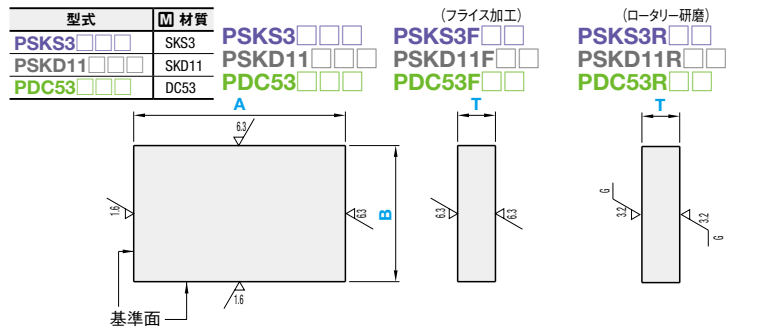 型式 M 材質
PSKS3□□□ SKS3
PSKD11□□□ SKD11
PDC53□□□ DC53
PSKS3□□□
PSKD11□□□
PDC53□□□
(フライス加工)
PSKS3F□□
PSKD11F□□
PDC53F□□
(ロータリー研磨)
PSKS3R□□
PSKD11R□□
PDC53R□□
A
T
T
6.3
1.6
6.3
B
6.3
6.3
G
3.2
3.2
G
1.6
基準面